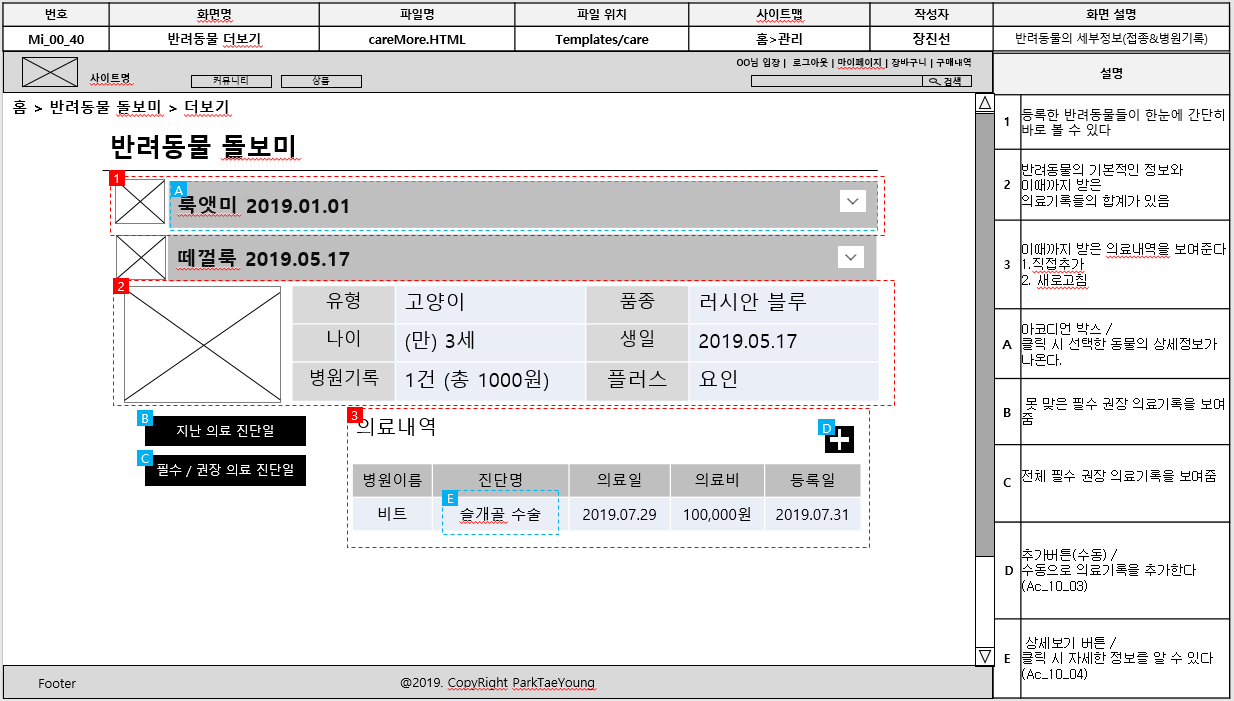 번호 화면명 파일명 파일 위치 사이트맵 작성자 화면 설명
Mi_00_40 반려동물 더보기 careMore.HTML Templates/care 홈>관리 장진선 반려동물의 세부정보(접종&병원기록)
사이트명 커뮤니티 상품
OO님 입장 | 로그아웃 | 마이페이지 | 장바구니 | 구매내역
검색
설명
홈 > 반려동물 돌보미 > 더보기
반려동물 돌보미
1
A
룩앳미 2019.01.01
떼껄룩 2019.05.17
2
유형 고양이 품종 러시안 블루
나이 (만) 3세 생일 2019.05.17
병원기록 1건 (총 1000원) 플러스 요인
B
지난 의료 진단일
C
필수 / 권장 의료 진단일
3
의료내역
D
병원이름 진단명 의료일 의료비 등록일
E
비트 슬개골 수술 2019.07.29 100,000원 2019.07.31
1
등록한 반려동물들이 한눈에 간단히
바로 볼 수 있다
2
반려동물의 기본적인 정보와
이때까지 받은
의료기록들의 합계가 있음
3
이때까지 받은 의료내역을 보여준다
1.직접추가
2. 새로고침
A
아코디언 박스 /
클릭 시 선택한 동물의 상세정보가
나온다.
B
못 맞은 필수 권장 의료기록을 보여
줌
C
전체 필수 권장 의료기록을 보여줌
D
추가버튼(수동) /
수동으로 의료기록을 추가한다
(Ac_10_03)
E
상세보기 버튼 /
클릭 시 자세한 정보을 알 수 있다
(Ac_10_04)
Footer
@2019. CopyRight ParkTaeYoung